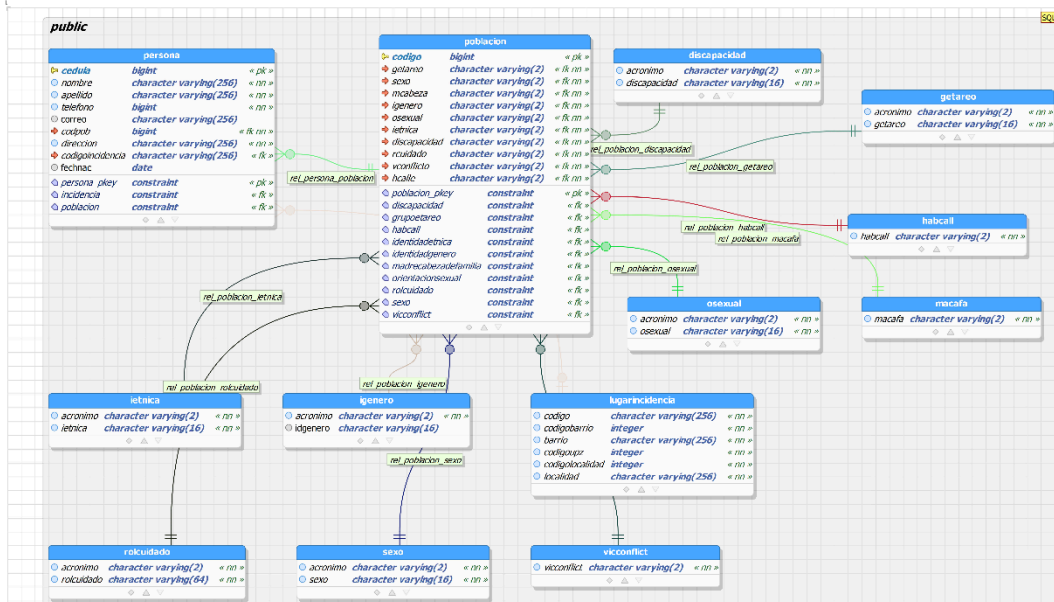 public
SQL
persona
cedula bigint « pk »
nombre character varying(256) « nn »
apellido character varying(256) « nn »
telefono bigint « nn »
correo character varying(256)
codpob bigint « fk nn »
direccion character varying(256) « nn »
codigoincidencia character varying(256) « fk »
fechnac date
persona_pkey constraint « pk »
incidencia constraint « fk »
poblacion constraint « fk »
poblacion
codigo bigint « pk »
getareo character varying(2) « fk nn »
sexo character varying(2) « fk nn »
mcabeza character varying(2) « fk nn »
igenero character varying(2) « fk nn »
osexual character varying(2) « fk nn »
ietnica character varying(2) « fk nn »
discapacidad character varying(2) « fk nn »
rcuidado character varying(2) « fk nn »
vconflicto character varying(2) « fk nn »
hcalle character varying(2) « fk nn »
poblacion_pkey constraint « pk »
discapacidad constraint « fk »
grupoetareo constraint « fk »
habcall constraint « fk »
identidadetnica constraint « fk »
identidadgenero constraint « fk »
madrecabezadefamilia constraint « fk »
orientacionsexual constraint « fk »
rolcuidado constraint « fk »
sexo constraint « fk »
vicconflict constraint « fk »
discapacidad
acronimo character varying(2) « nn »
discapacidad character varying(16) « nn »
getareo
acronimo character varying(2) « nn »
getareo character varying(16) « nn »
rel_persona_poblacion
rel_poblacion_discapacidad
rel_poblacion_getareo
rel_poblacion_habcall
rel_poblacion_macafa
habcall
habcall character varying(2) « nn »
rel_poblacion_osexual
rel_poblacion_ietnica
osexual
acronimo character varying(2) « nn »
osexual character varying(16) « nn »
macafa
macafa character varying(2) « nn »
rel_poblacion_rolcuidado
rel_poblacion_igenero
ietnica
acronimo character varying(2) « nn »
ietnica character varying(16) « nn »
igenero
acronimo character varying(2) « nn »
idgenero character varying(16)
lugarincidencia
codigo character varying(256) « nn »
codigobarrio integer « nn »
barrio character varying(256) « nn »
codigoupz integer « nn »
codigolocalidad integer « nn »
localidad character varying(256) « nn »
rel_poblacion_sexo
rolcuidado
acronimo character varying(2) « nn »
rolcuidado character varying(64) « nn »
sexo
acronimo character varying(2) « nn »
sexo character varying(16) « nn »
vicconflict
vicconflict character varying(2) « nn »